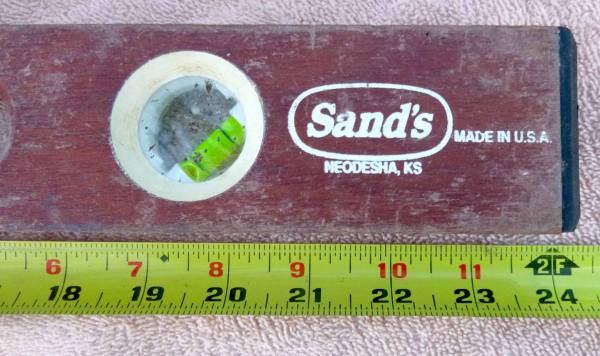 Sand's
MADE IN U.S.A.
NEODESHA, KS
6 7 8 9 10 11 2F
18 19 20 21 22 23 24